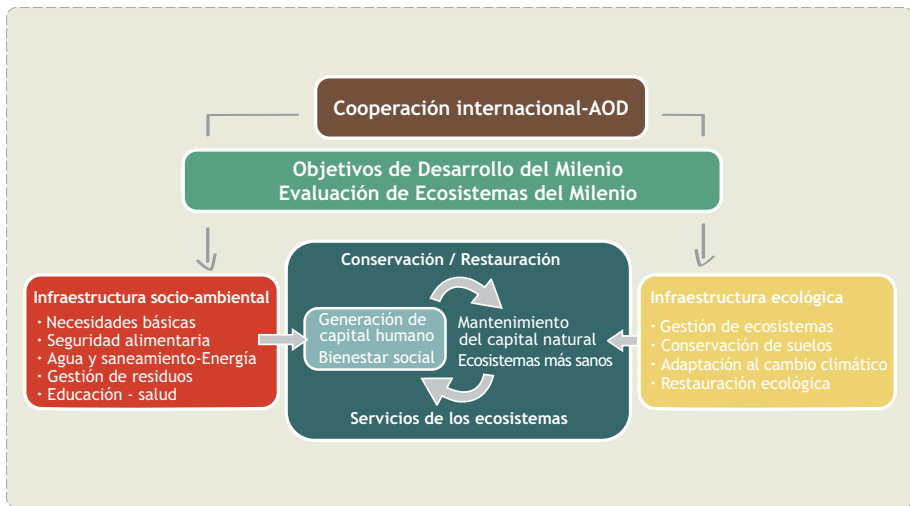 Cooperación internacional-AOD
Objetivos de Desarrollo del Milenio
Evaluación de Ecosistemas del Milenio
Infraestructura socio-ambiental
· Necesidades básicas
· Seguridad alimentaria
· Agua y saneamiento-Energía
· Gestión de residuos
· Educación - salud
Conservación / Restauración
Generación de
capital humano
Bienestar social
Mantenimiento
del capital natural
Ecosistemas más sanos
Servicios de los ecosistemas
Infraestructura ecológica
· Gestión de ecosistemas
· Conservación de suelos
· Adaptación al cambio climático
· Restauración ecológica